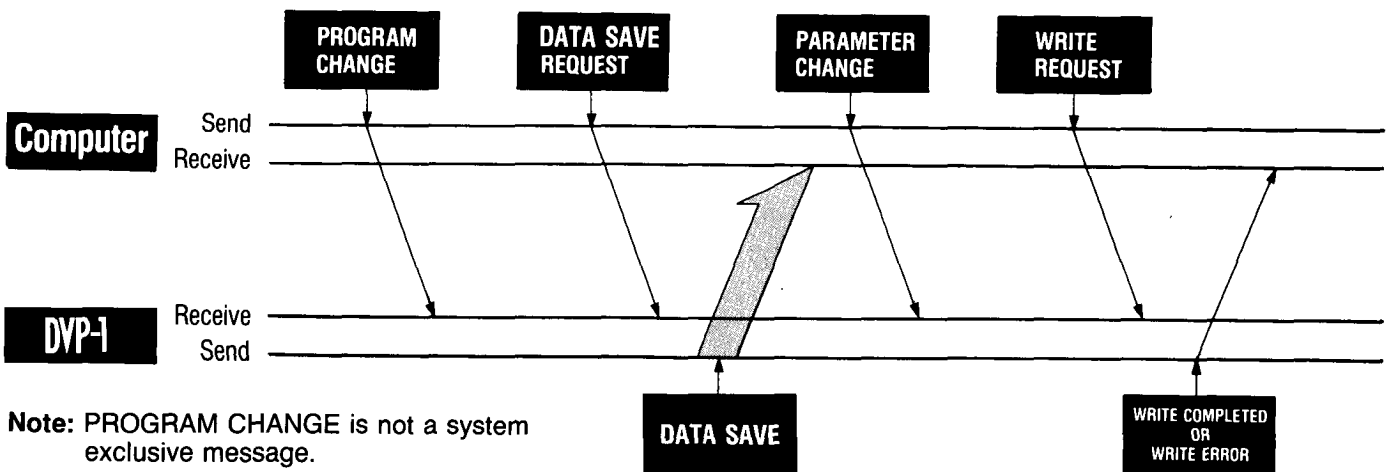 PROGRAM
CHANGE
DATA SAVE
REQUEST
PARAMETER
CHANGE
WRITE
REQUEST
Computer
Send
Receive
DVP-1
Receive
Send
Note: PROGRAM CHANGE is not a system
exclusive message.
DATA SAVE
WRITE COMPLETED
OR
WRITE ERROR